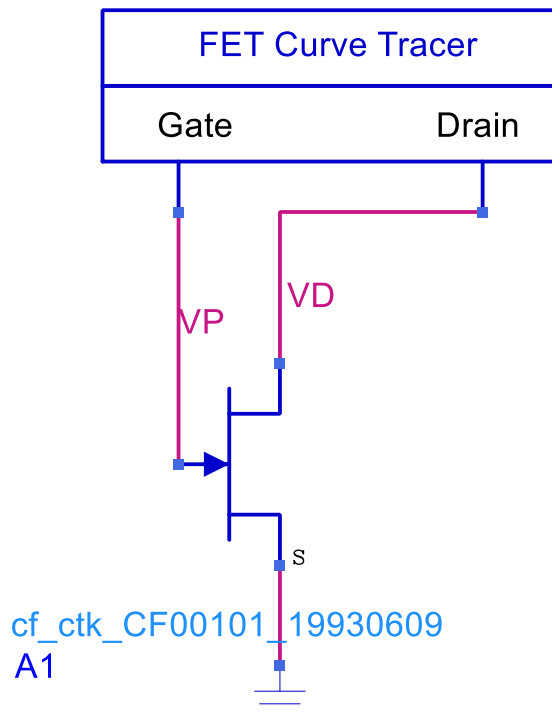 FET Curve Tracer
Gate Drain
VD
VP
S
cf_ctk_CF00101_19930609
A1